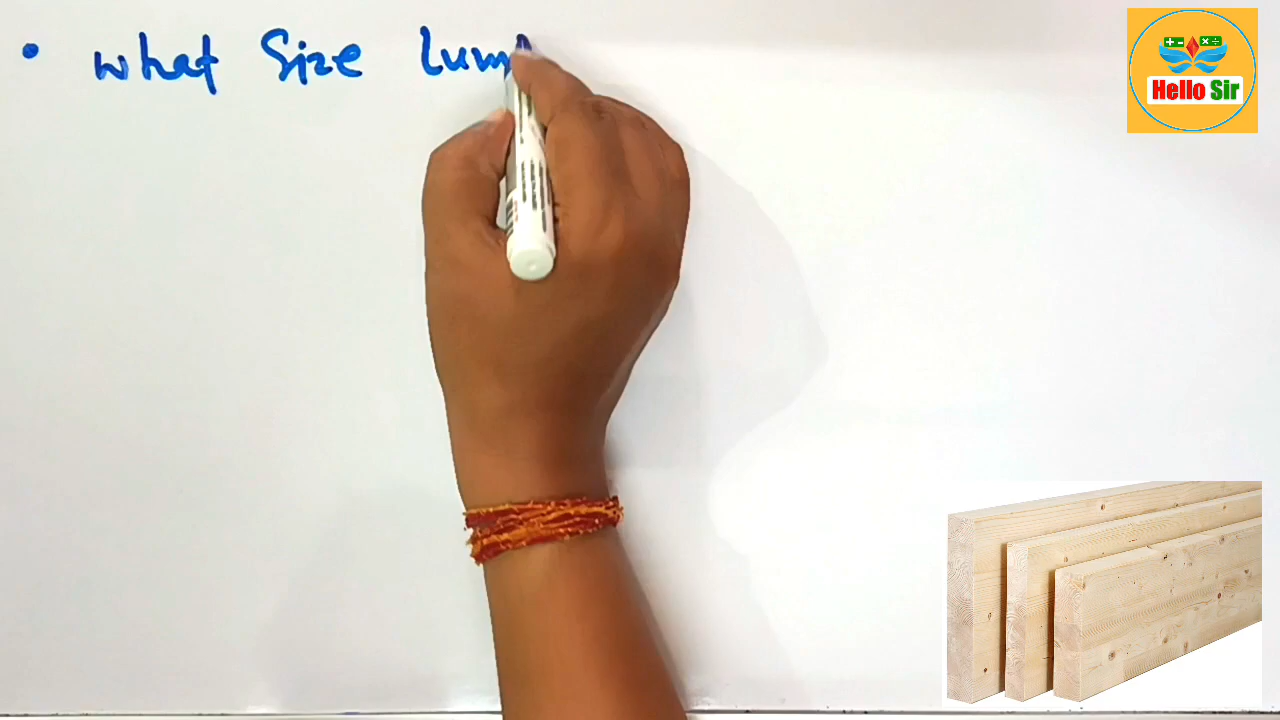 • what Size lum
+ - × ÷
Hello Sir